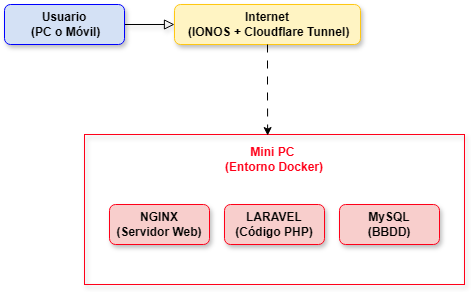 Usuario
(PC o Móvil)
Internet
(IONOS + Cloudflare Tunnel)
Mini PC
(Entorno Docker)
NGINX
(Servidor Web)
LARAVEL
(Código PHP)
MySQL
(BBDD)